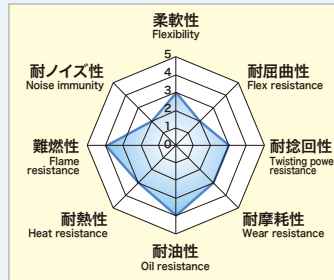 柔軟性
Flexibility
5
4
3
2
1
0
耐ノイズ性
Noise immunity
耐屈曲性
Flex resistance
難燃性
Flame
resistance
耐捻回性
Twisting power
resistance
耐熱性
Heat resistance
耐摩耗性
Wear resistance
耐油性
Oil resistance